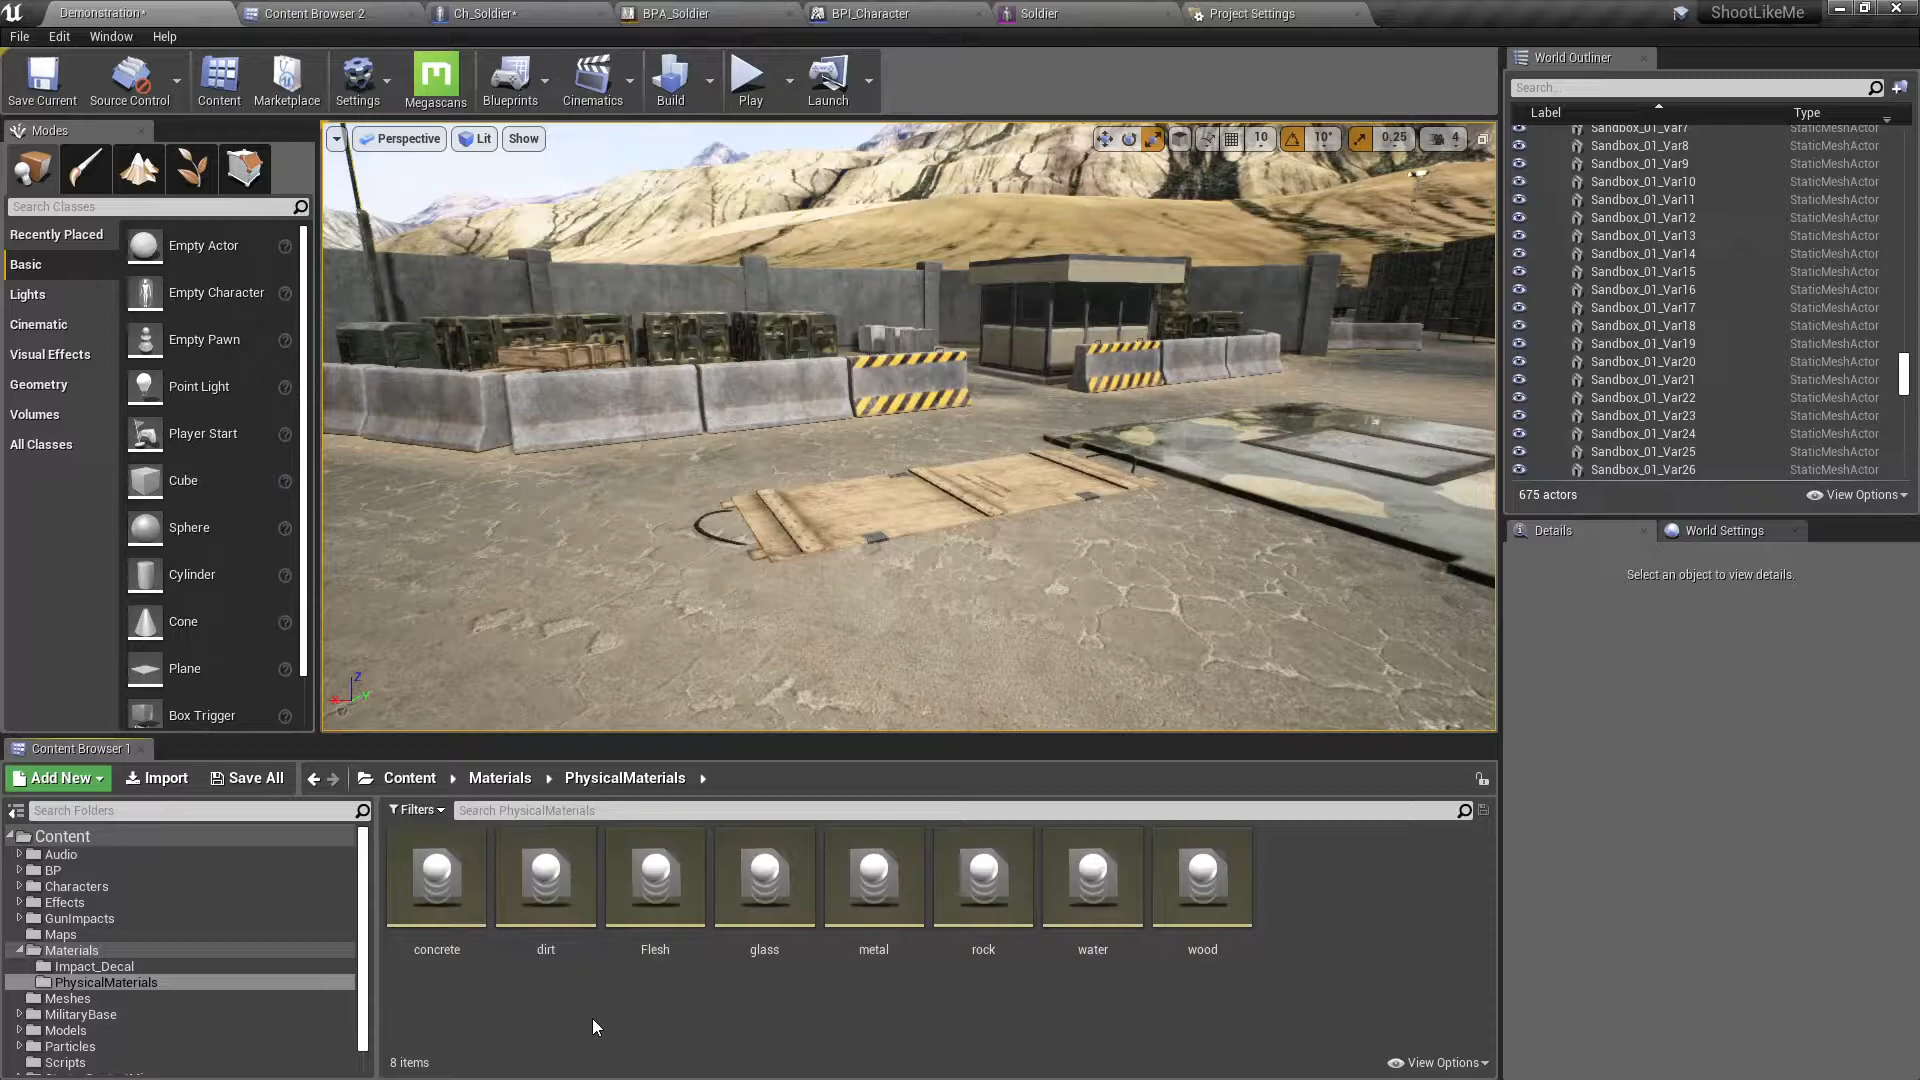 Demonstration*
Content Browser 2
Ch_Soldier*
BPA_Soldier
BPI_Character
Soldier
Project Settings
ShootLikeMe
File
Edit
Window
Help
Save Current
Source Control
Content
Marketplace
Settings
Megascans
Blueprints
Cinematics
Build
Play
Launch
Modes
Search Classes
Recently Placed
Basic
Lights
Cinematic
Visual Effects
Geometry
Volumes
All Classes
Empty Actor
Empty Character
Empty Pawn
Point Light
Player Start
Cube
Sphere
Cylinder
Cone
Plane
Box Trigger
Perspective
Lit
Show
10
10°
0.25
4
Z
X
Y
World Outliner
Search...
Label
Type
Sandbox_01_Var7 StaticMeshActor
Sandbox_01_Var8 StaticMeshActor
Sandbox_01_Var9 StaticMeshActor
Sandbox_01_Var10 StaticMeshActor
Sandbox_01_Var11 StaticMeshActor
Sandbox_01_Var12 StaticMeshActor
Sandbox_01_Var13 StaticMeshActor
Sandbox_01_Var14 StaticMeshActor
Sandbox_01_Var15 StaticMeshActor
Sandbox_01_Var16 StaticMeshActor
Sandbox_01_Var17 StaticMeshActor
Sandbox_01_Var18 StaticMeshActor
Sandbox_01_Var19 StaticMeshActor
Sandbox_01_Var20 StaticMeshActor
Sandbox_01_Var21 StaticMeshActor
Sandbox_01_Var22 StaticMeshActor
Sandbox_01_Var23 StaticMeshActor
Sandbox_01_Var24 StaticMeshActor
Sandbox_01_Var25 StaticMeshActor
Sandbox_01_Var26 StaticMeshActor
675 actors
View Options
Details
World Settings
Select an object to view details.
Content Browser 1
Add New
Import
Save All
Content
Materials
PhysicalMaterials
Search Folders
Filters
Search PhysicalMaterials
Content
Audio
BP
Characters
Effects
GunImpacts
Maps
Materials
Impact_Decal
PhysicalMaterials
Meshes
MilitaryBase
Models
Particles
Scripts
concrete
dirt
Flesh
glass
metal
rock
water
wood
8 items
View Options